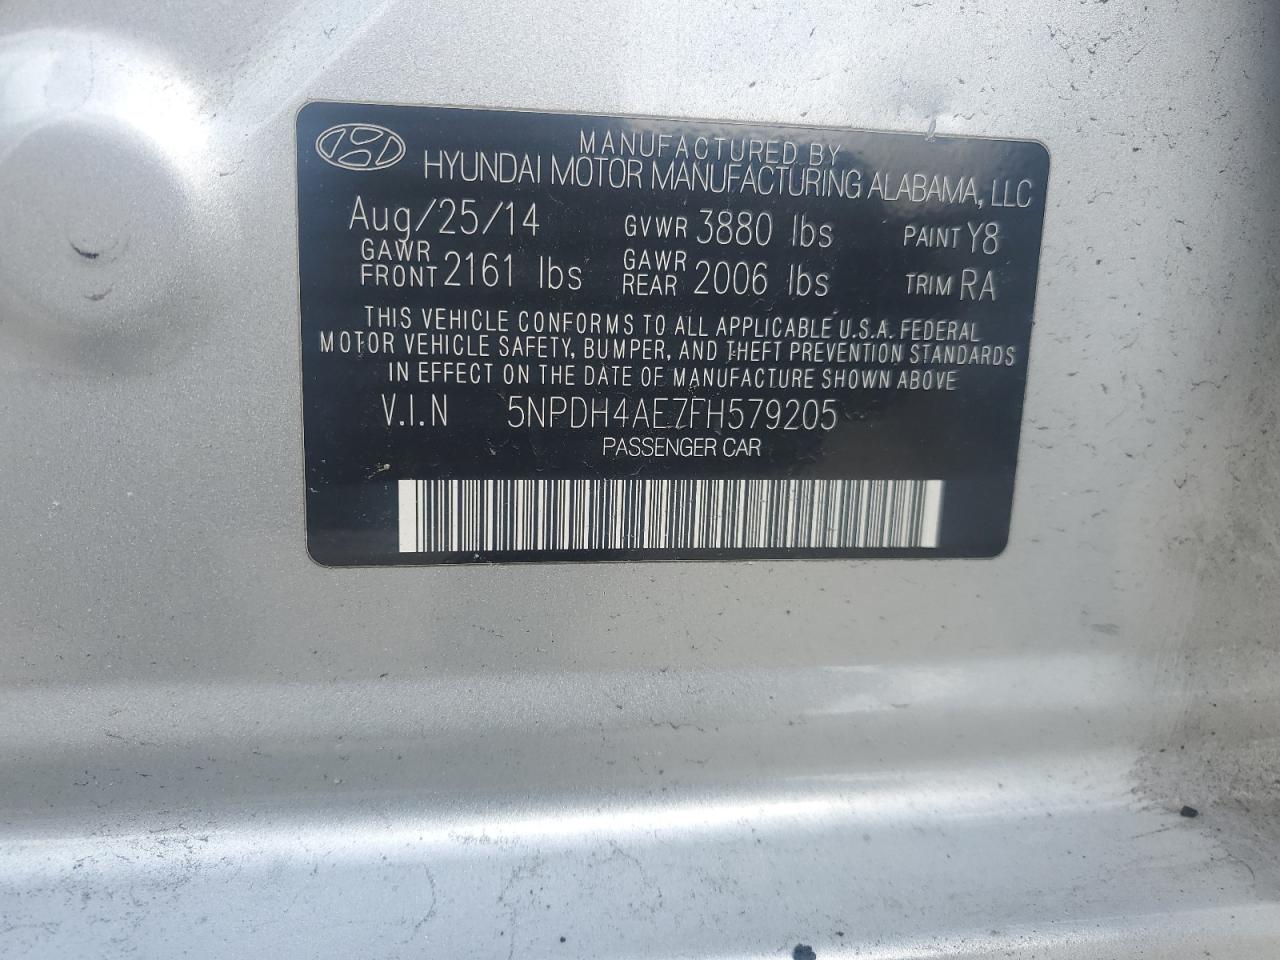 MANUFACTURED BY
HYUNDAI MOTOR MANUFACTURING ALABAMA, LLC
Aug/25/14 GVWR 3880 lbs PAINT Y8
GAWR FRONT 2161 lbs GAWR REAR 2006 lbs TRIM RA
THIS VEHICLE CONFORMS TO ALL APPLICABLE U.S.A. FEDERAL
MOTOR VEHICLE SAFETY, BUMPER, AND THEFT PREVENTION STANDARDS
IN EFFECT ON THE DATE OF MANUFACTURE SHOWN ABOVE
V.I.N 5NPDH4AE7FH579205
PASSENGER CAR